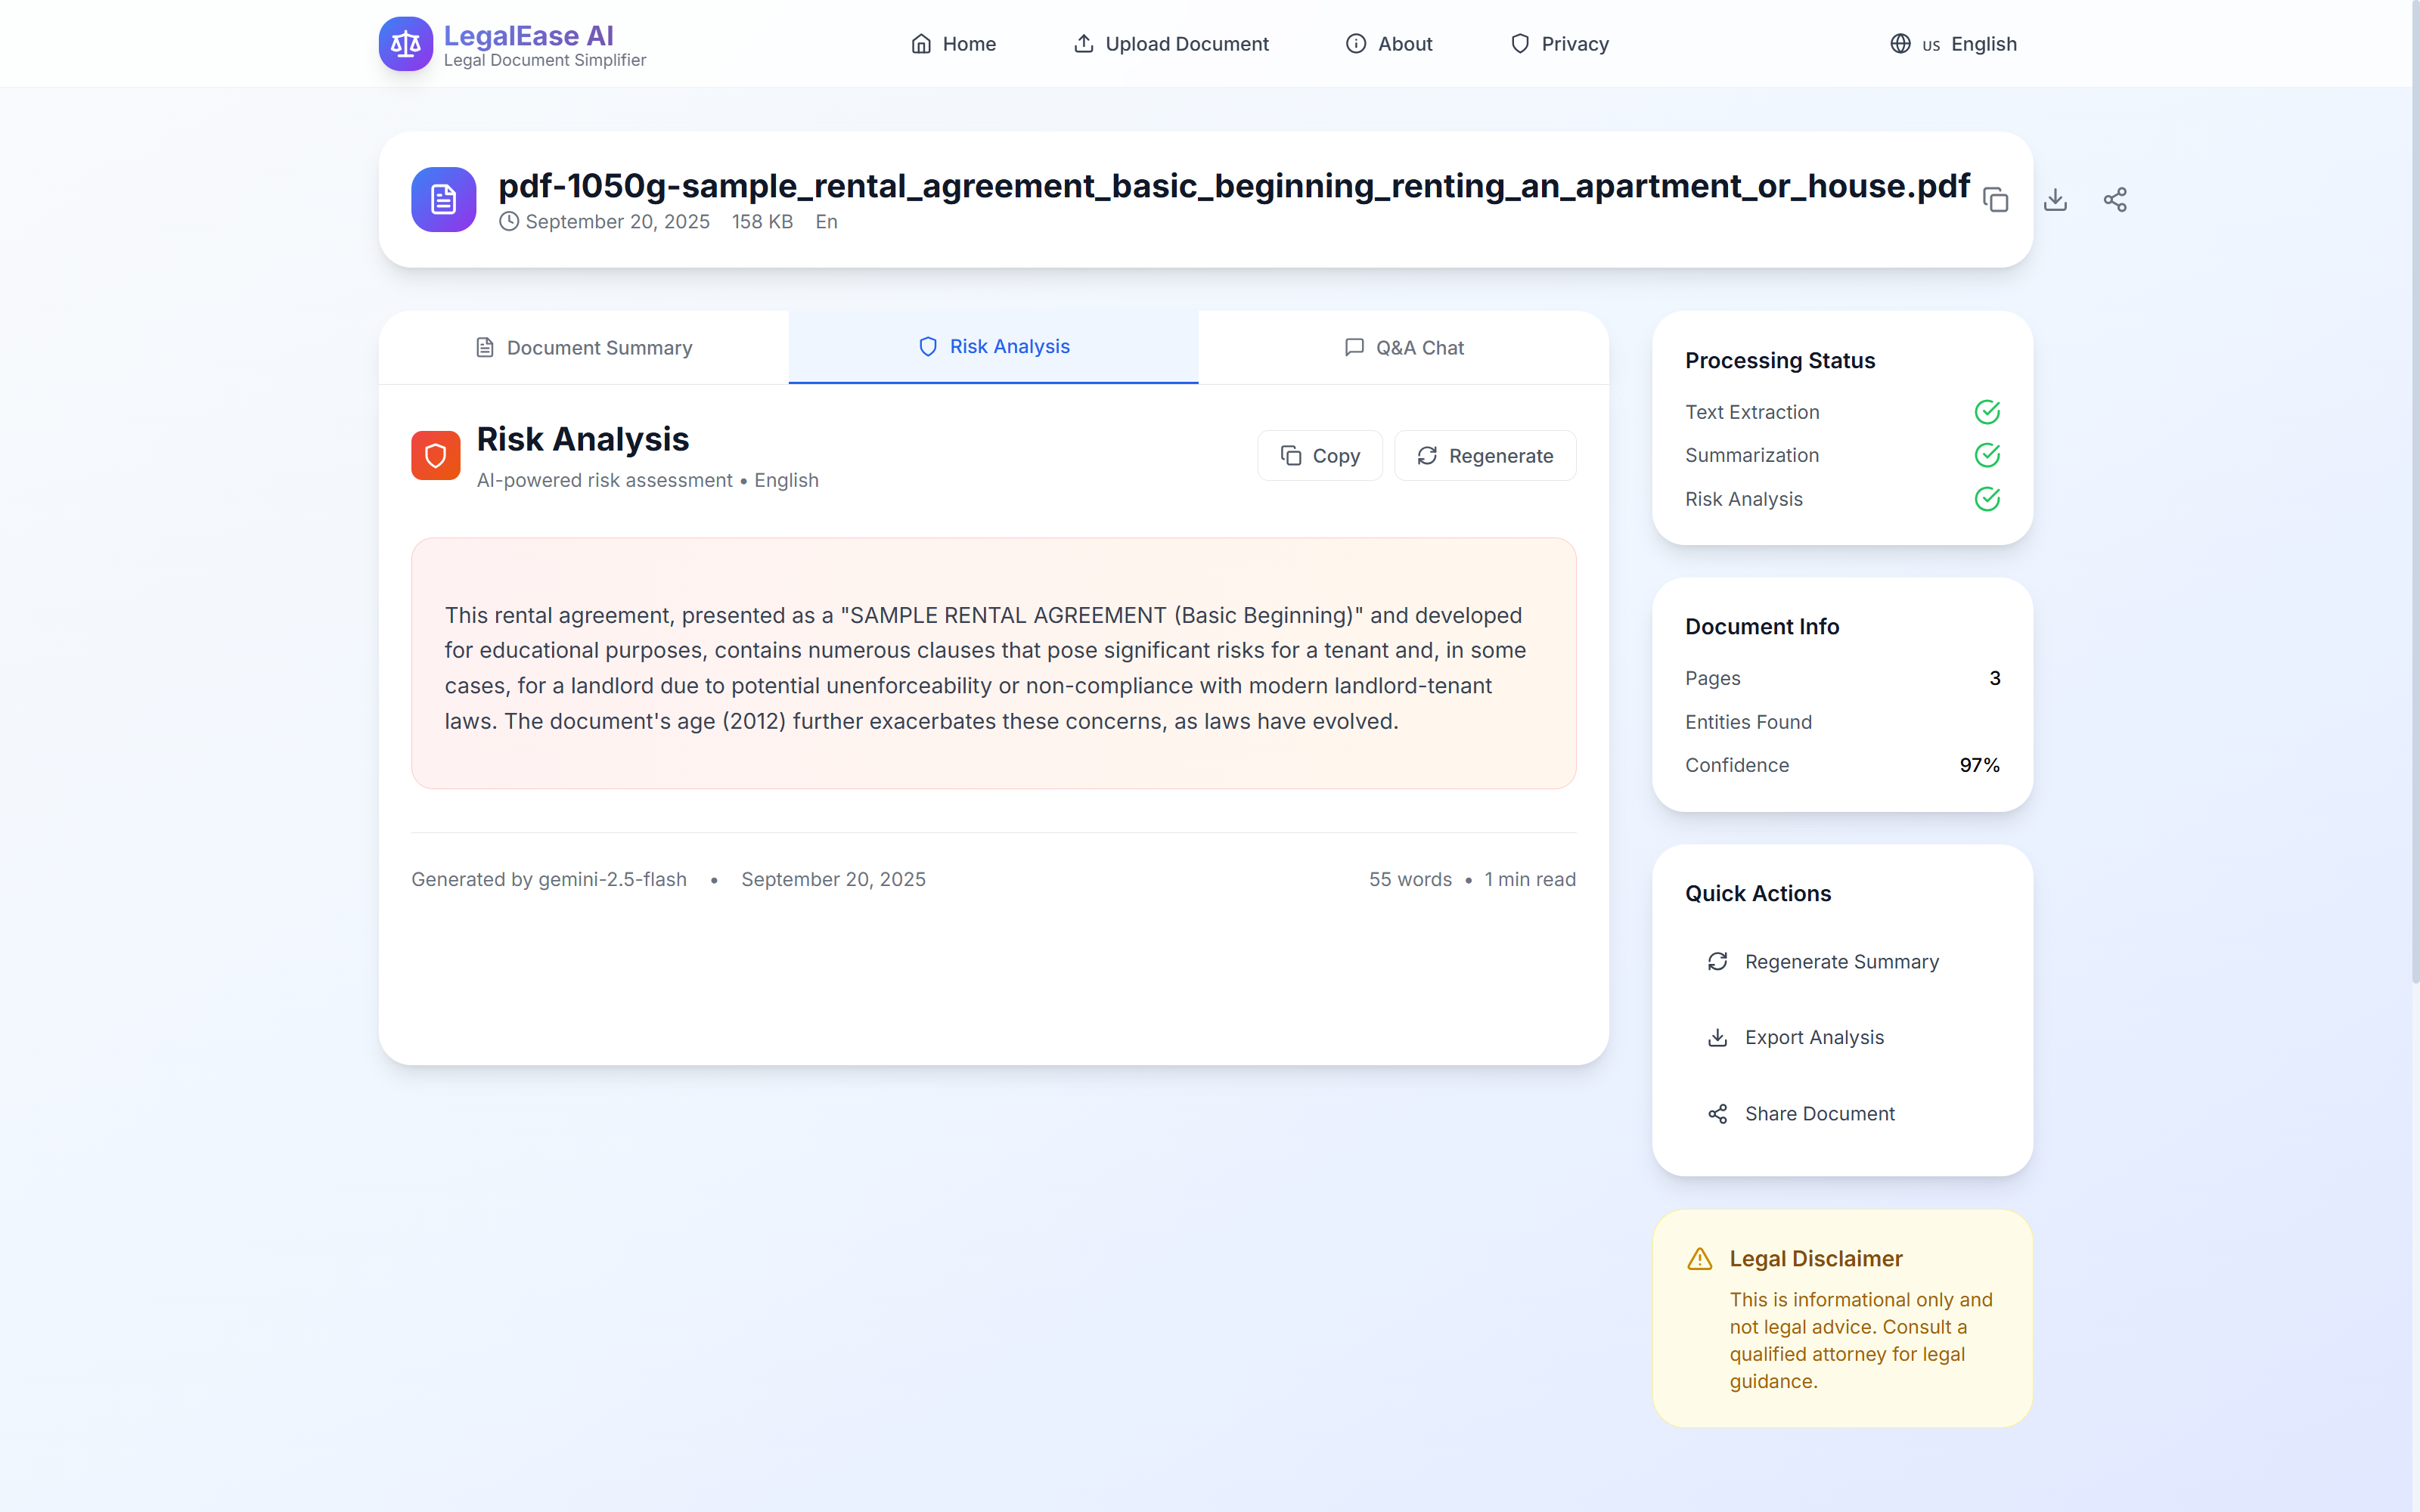 LegalEase AI
Legal Document Simplifier
Home
Upload Document
About
Privacy
US English
pdf-1050g-sample_rental_agreement_basic_beginning_renting_an_apartment_or_house.pdf
September 20, 2025 158 KB En
Document Summary
Risk Analysis
Q&A Chat
Risk Analysis
AI-powered risk assessment • English
Copy
Regenerate
This rental agreement, presented as a "SAMPLE RENTAL AGREEMENT (Basic Beginning)" and developed
for educational purposes, contains numerous clauses that pose significant risks for a tenant and, in some
cases, for a landlord due to potential unenforceability or non-compliance with modern landlord-tenant
laws. The document's age (2012) further exacerbates these concerns, as laws have evolved.
Generated by gemini-2.5-flash • September 20, 2025
55 words • 1 min read
Processing Status
Text Extraction
Summarization
Risk Analysis
Document Info
Pages 3
Entities Found
Confidence 97%
Quick Actions
Regenerate Summary
Export Analysis
Share Document
Legal Disclaimer
This is informational only and
not legal advice. Consult a
qualified attorney for legal
guidance.